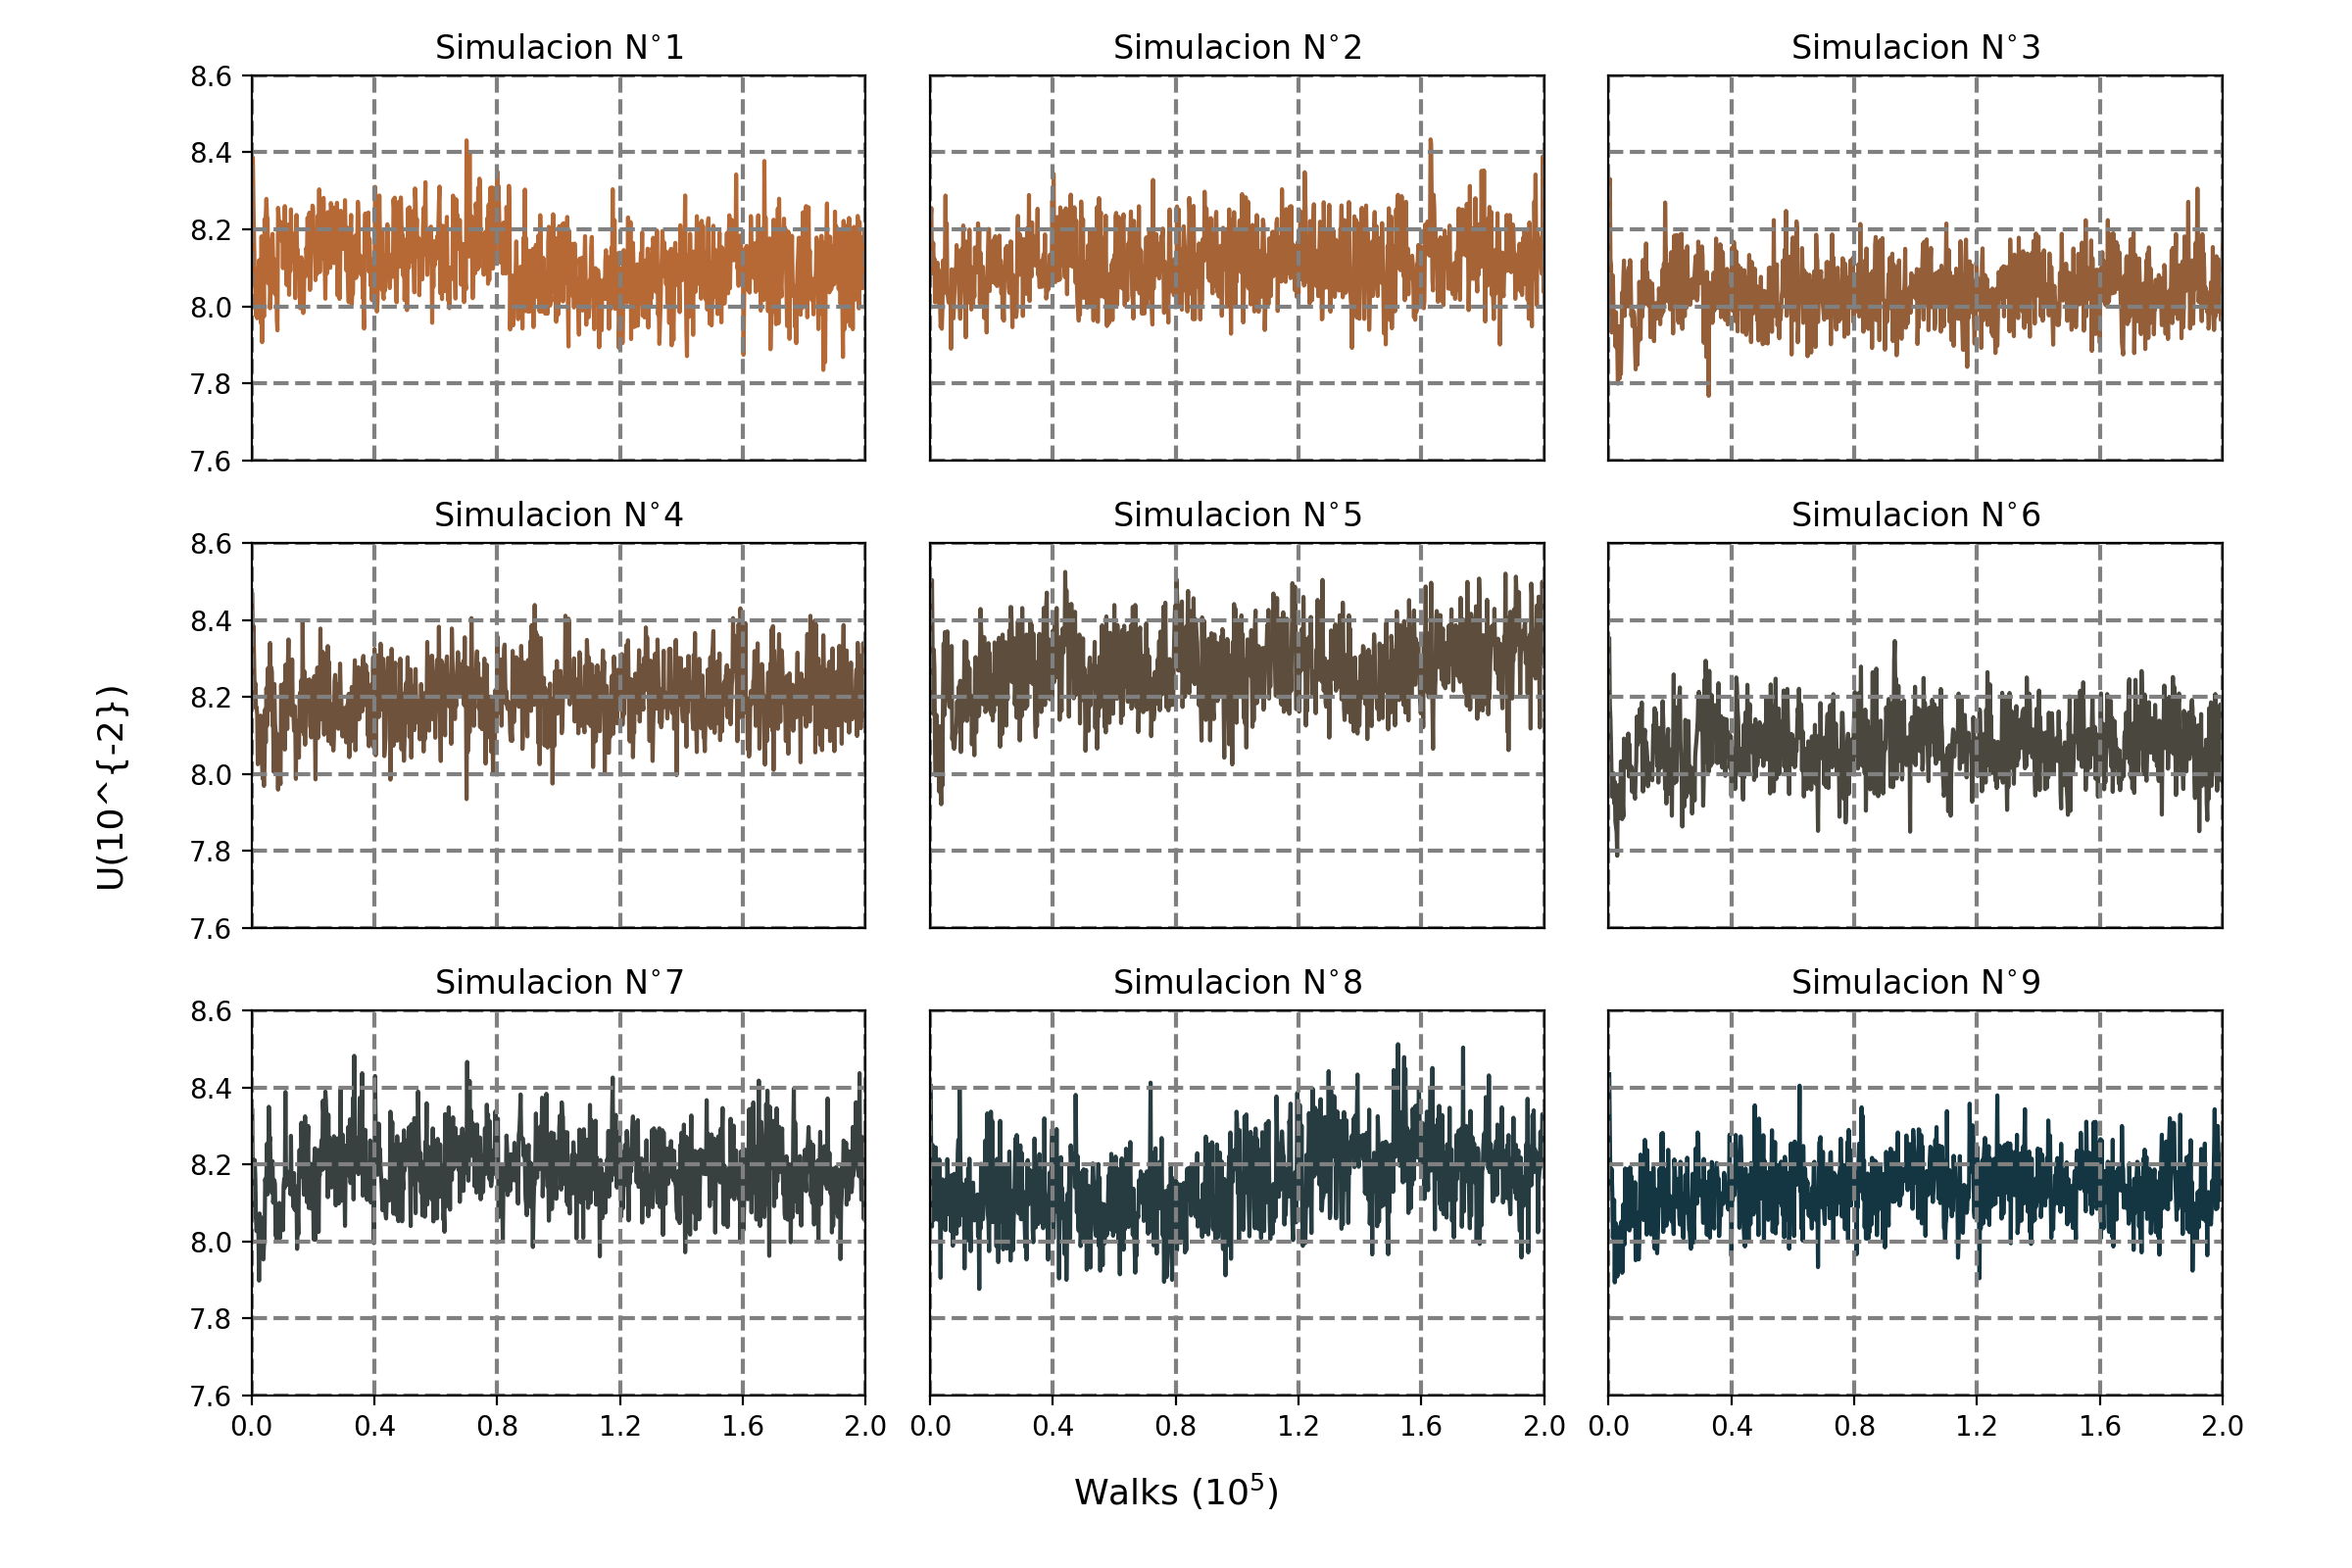 Simulacion N°1
Simulacion N°2
Simulacion N°3
8.6
8.4
8.2
8.0
7.8
7.6
Simulacion N°4
Simulacion N°5
Simulacion N°6
8.6
8.4
8.2
8.0
7.8
7.6
U(10^{-2})
Simulacion N°7
Simulacion N°8
Simulacion N°9
8.6
8.4
8.2
8.0
7.8
7.6
0.0 0.4 0.8 1.2 1.6 2.0
0.0 0.4 0.8 1.2 1.6 2.0
0.0 0.4 0.8 1.2 1.6 2.0
Walks (10⁵)